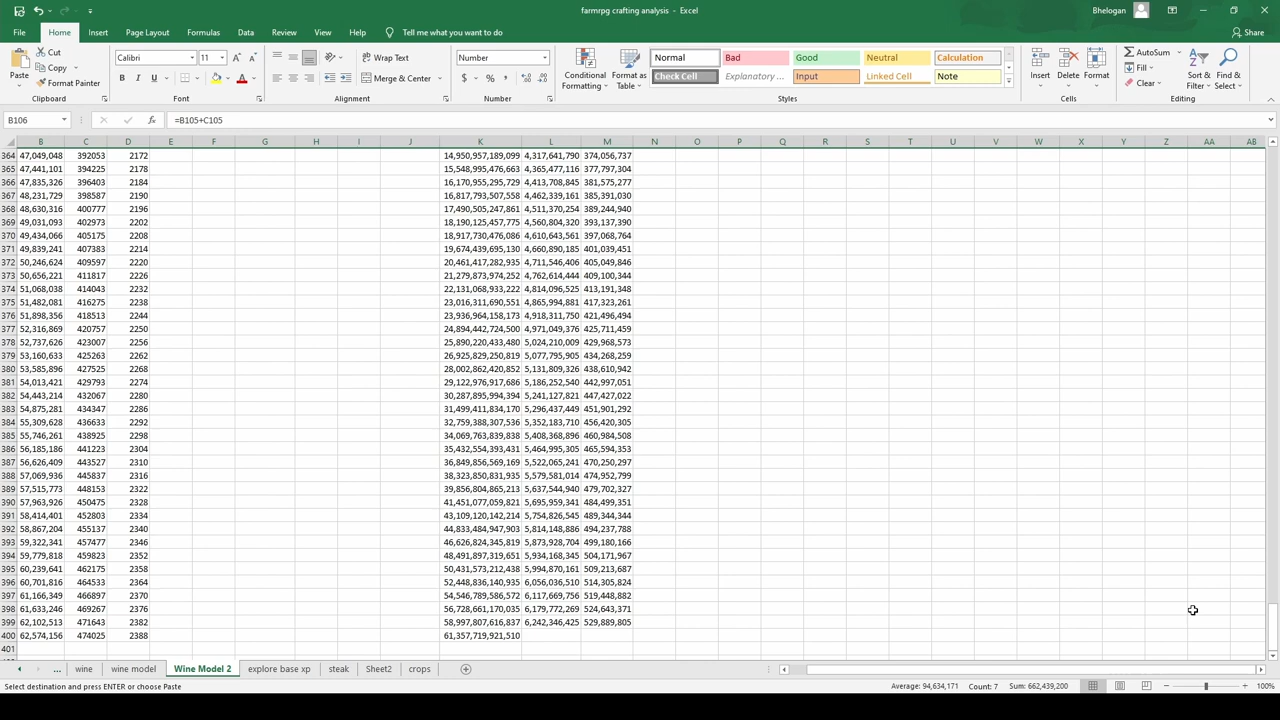 farmrpg crafting analysis - Excel
Bhelogan
File Home Insert Page Layout Formulas Data Review View Help Tell me what you want to do Share
Paste Cut Copy Format Painter Clipboard
Calibri 11 A A B I U A Font
Wrap Text Merge & Center Alignment
Number $ % , Number
Conditional Formatting Format as Table
Normal Bad Good Neutral Calculation
Check Cell Explanatory ... Input Linked Cell Note
Styles
Insert Delete Format Cells
AutoSum Fill Clear Sort & Filter Find & Select Editing
B106 fx =B105+C105
B C D E F G H I J K L M N O P Q R S T U V W X Y Z AA AB
364 47,049,048 392053 2172 14,950,957,189,099 4,317,641,790 374,056,737
365 47,441,101 394225 2178 15,548,995,476,663 4,365,477,116 377,797,304
366 47,835,326 396403 2184 16,170,955,295,729 4,413,708,845 381,575,277
367 48,231,729 398587 2190 16,817,793,507,558 4,462,339,161 385,391,030
368 48,630,316 400777 2196 17,490,505,247,861 4,511,370,254 389,244,940
369 49,031,093 402973 2202 18,190,125,457,775 4,560,804,320 393,137,390
370 49,434,066 405175 2208 18,917,730,476,086 4,610,643,561 397,068,764
371 49,839,241 407383 2214 19,674,439,695,130 4,660,890,185 401,039,451
372 50,246,624 409597 2220 20,461,417,282,935 4,711,546,406 405,049,846
373 50,656,221 411817 2226 21,279,873,974,252 4,762,614,444 409,100,344
374 51,068,038 414043 2232 22,131,068,933,222 4,814,096,525 413,191,348
375 51,482,081 416275 2238 23,016,311,690,551 4,865,994,881 417,323,261
376 51,898,356 418513 2244 23,936,964,158,173 4,918,311,750 421,496,494
377 52,316,869 420757 2250 24,894,442,724,500 4,971,049,376 425,711,459
378 52,737,626 423007 2256 25,890,220,433,480 5,024,210,009 429,968,573
379 53,160,633 425263 2262 26,925,829,250,819 5,077,795,905 434,268,259
380 53,585,896 427525 2268 28,002,862,420,852 5,131,809,326 438,610,942
381 54,013,421 429793 2274 29,122,976,917,686 5,186,252,540 442,997,051
382 54,443,214 432067 2280 30,287,895,994,394 5,241,127,821 447,427,022
383 54,875,281 434347 2286 31,499,411,834,170 5,296,437,449 451,901,292
384 55,309,628 436633 2292 32,759,388,307,536 5,352,183,710 456,420,305
385 55,746,261 438925 2298 34,069,763,839,838 5,408,368,896 460,984,508
386 56,185,186 441223 2304 35,432,554,393,431 5,464,995,305 465,594,353
387 56,626,409 443527 2310 36,849,856,569,169 5,522,065,241 470,250,297
388 57,069,936 445837 2316 38,323,850,831,935 5,579,581,014 474,952,799
389 57,515,773 448153 2322 39,856,804,865,213 5,637,544,940 479,702,327
390 57,963,926 450475 2328 41,451,077,059,821 5,695,959,341 484,499,351
391 58,414,401 452803 2334 43,109,120,142,214 5,754,826,545 489,344,344
392 58,867,204 455137 2340 44,833,484,947,903 5,814,148,886 494,237,788
393 59,322,341 457477 2346 46,626,824,345,819 5,873,928,704 499,180,166
394 59,779,818 459823 2352 48,491,897,319,651 5,934,168,345 504,171,967
395 60,239,641 462175 2358 50,431,573,212,438 5,994,870,161 509,213,687
396 60,701,816 464533 2364 52,448,836,140,935 6,056,036,510 514,305,824
397 61,166,349 466897 2370 54,546,789,586,572 6,117,669,756 519,448,882
398 61,633,246 469267 2376 56,728,661,170,035 6,179,772,269 524,643,371
399 62,102,513 471643 2382 58,997,807,616,837 6,242,346,425 529,889,805
400 62,574,156 474025 2388 61,357,719,921,510
401
... wine wine model Wine Model 2 explore base xp steak Sheet2 crops
Select destination and press ENTER or choose Paste Average: 94,634,171 Count: 7 Sum: 662,439,200 100%